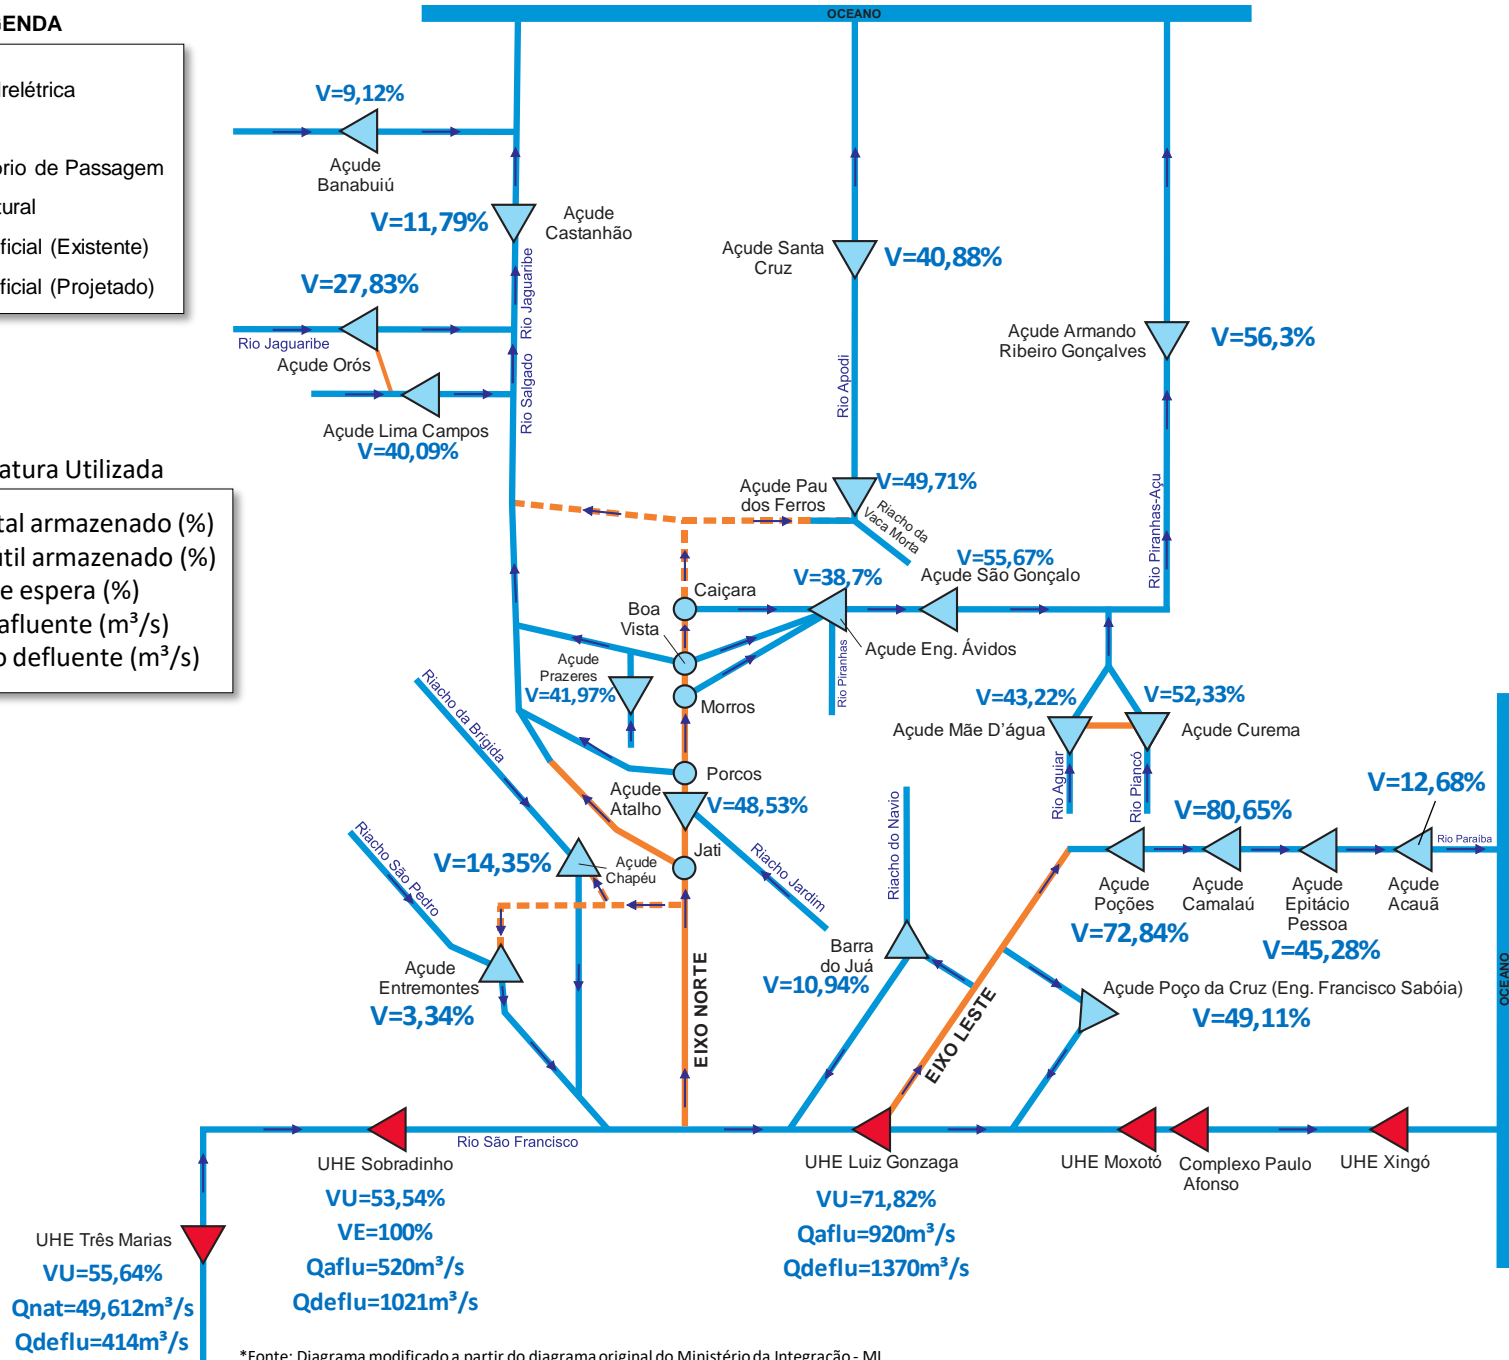 OCEANO
GENDA
drelétrica
ório de Passagem
tural
ificial (Existente)
ificial (Projetado)
V=9,12%
Açude
Banabuiú
V=11,79%
Açude
Castanhão
Rio Jaguaribe
V=27,83%
Rio Jaguaribe
Açude Orós
Rio Salgado
Açude Lima Campos
V=40,09%
Açude Santa
Cruz
V=40,88%
Rio Apodi
Açude Armando
Ribeiro Gonçalves
V=56,3%
Rio Piranhas-Açu
atura Utilizada
tal armazenado (%)
útil armazenado (%)
e espera (%)
afluente (m³/s)
o defluente (m³/s)
Açude Pau
dos Ferros
V=49,71%
Riacho da
Vaca Morta
V=55,67%
Açude São Gonçalo
V=38,7%
Caiçara
Boa
Vista
Açude Eng. Ávidos
Rio Piranhas
Açude
Prazeres
V=41,97%
Morros
Riacho da Brígida
V=43,22%
Açude Mãe D'água
V=52,33%
Açude Curema
Rio Aguiar
Rio Piancó
Porcos
Açude
Atalho
V=48,53%
Jati
Riacho Jardim
Riacho São Pedro
V=14,35%
Açude
Chapéu
Riacho do Navio
V=12,68%
V=80,65%
Rio Paraíba
Açude
Poções
V=72,84%
Açude
Camalaú
Açude
Epitácio
Pessoa
V=45,28%
Açude
Acauã
Açude
Entremontes
V=3,34%
EIXO NORTE
Barra
do Juá
V=10,94%
EIXO LESTE
Açude Poço da Cruz (Eng. Francisco Sabóia)
V=49,11%
OCEANO
Rio São Francisco
UHE Sobradinho
VU=53,54%
VE=100%
Qaflu=520m³/s
Qdeflu=1021m³/s
UHE Luiz Gonzaga
VU=71,82%
Qaflu=920m³/s
Qdeflu=1370m³/s
UHE Moxotó
Complexo Paulo
Afonso
UHE Xingó
UHE Três Marias
VU=55,64%
Qnat=49,612m³/s
Qdeflu=414m³/s
*Fonte: Diagrama modificado a partir do diagrama original do Ministério da Integração - MI